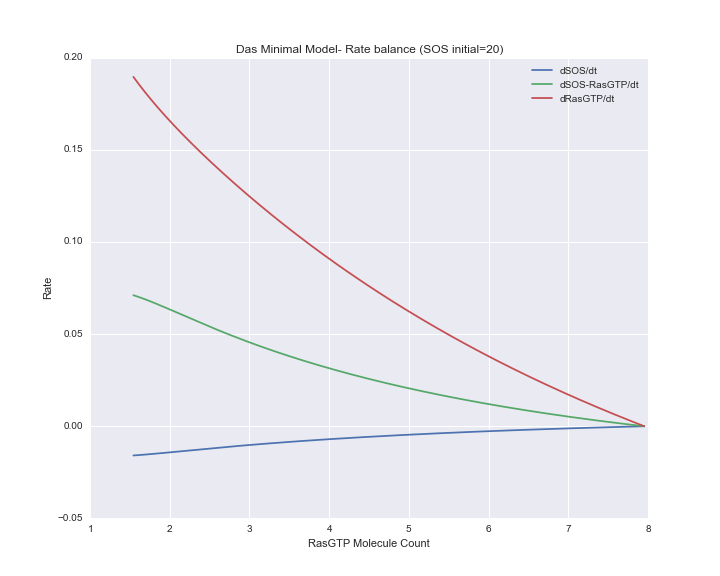 Das Minimal Model- Rate balance (SOS initial=20)
dSOS/dt
dSOS-RasGTP/dt
dRasGTP/dt
0.20
0.15
0.10
0.05
0.00
−0.05
Rate
1 2 3 4 5 6 7 8
RasGTP Molecule Count